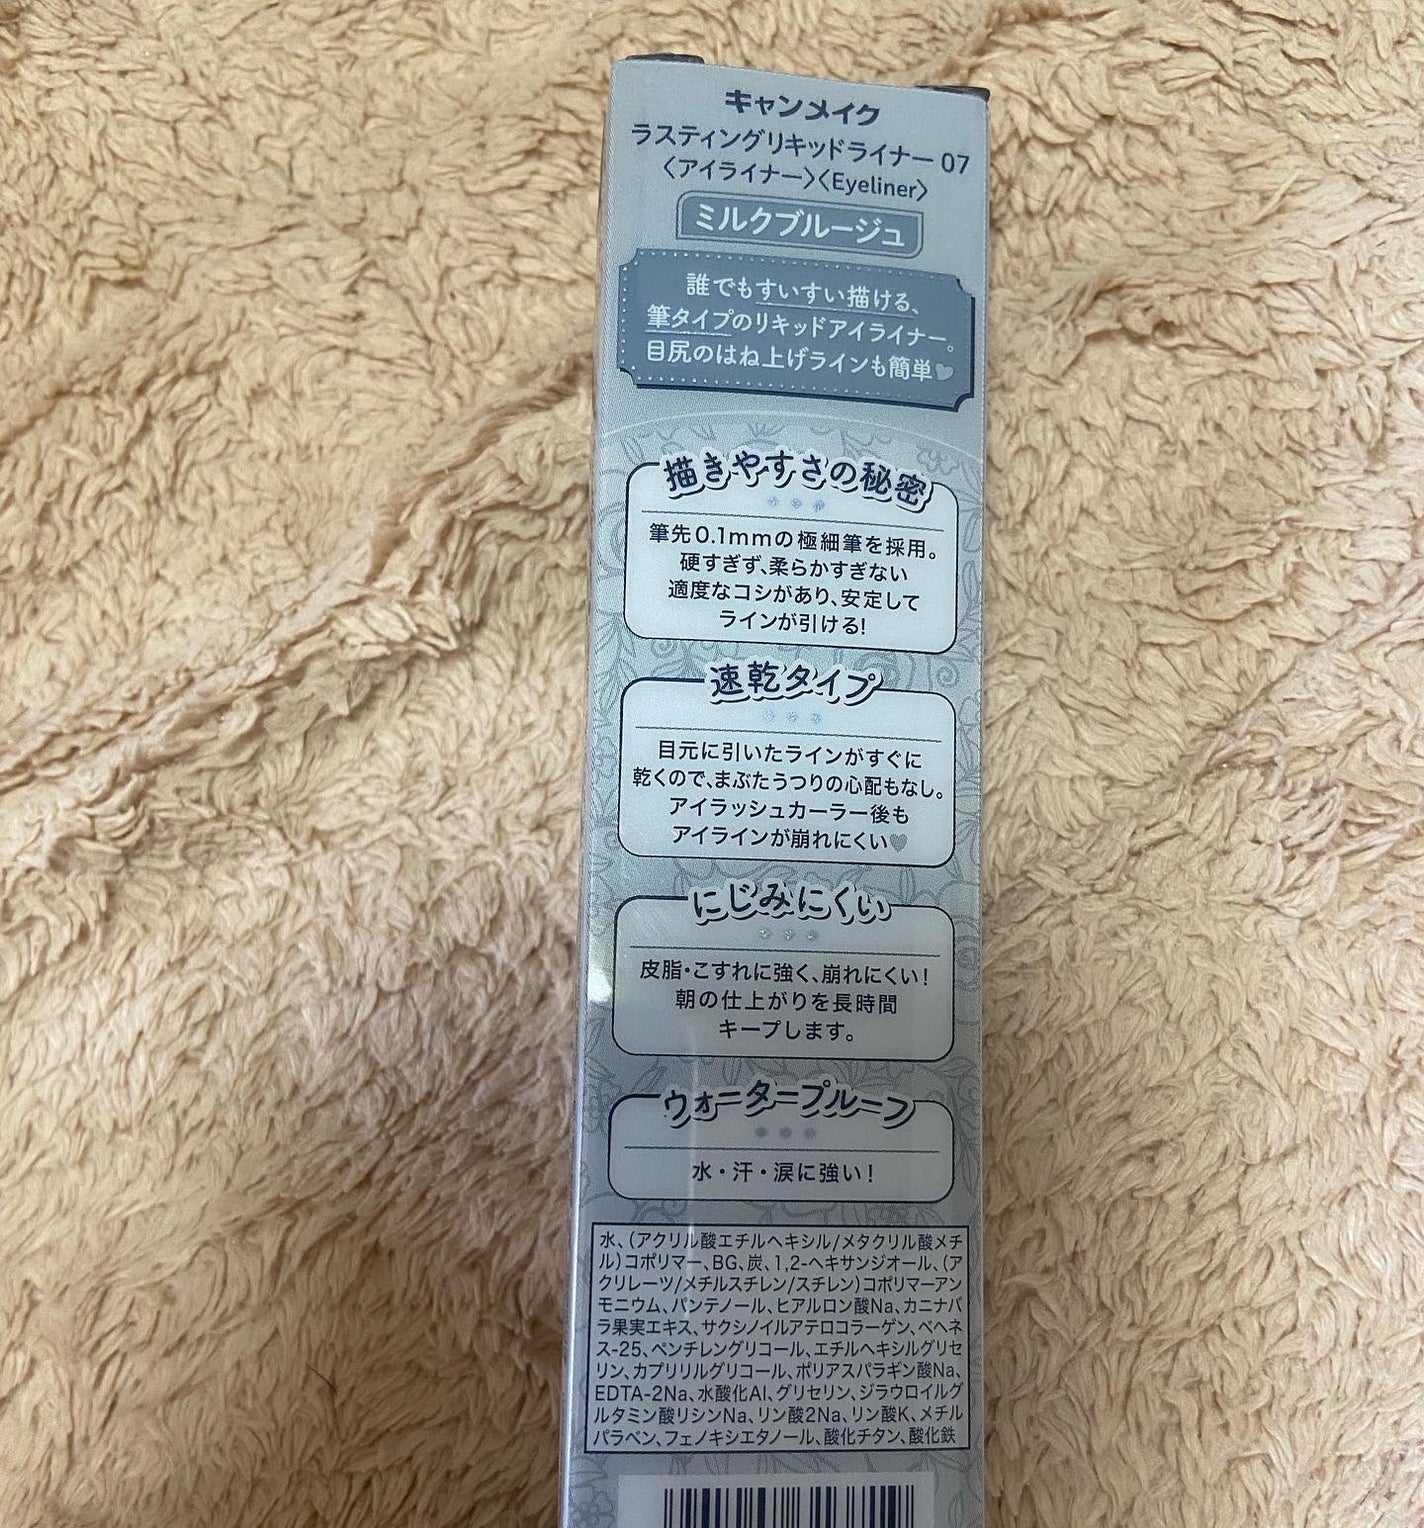 キャンメイク
ラスティングリキッドライナー 07
〈アイライナー〉〈Eyeliner〉
ミルクブルージュ
誰でもすいすい描ける、
筆タイプのリキッドアイライナー。
目尻のはね上げラインも簡単
描きやすさの秘密
筆先0.1mmの極細筆を採用。
硬すぎず、柔らかすぎない
適度なコシがあり、安定して
ラインが引ける!
速乾タイプ
目元に引いたラインがすぐに
乾くので、まぶたうつりの心配もなし。
アイラッシュカーラー後も
アイラインが崩れにくい
にじみにくい
皮脂・こすれに強く、崩れにくい!
朝の仕上がりを長時間
キープします。
ウォータープルーフ
水・汗・涙に強い!
水、(アクリル酸エチルヘキシル/メタクリル酸メチ
ル)コポリマー、BG、炭、1,2-ヘキサンジオール、(ア
クリレーツ/メチルスチレン/スチレン)コポリマーアン
モニウム、パンテノール、ヒアルロン酸Na、カニナバ
ラ果実エキス、サクシノイルアテロコラーゲン、ベヘネ
ス-25、ペンチレングリコール、エチルヘキシルグリセ
リン、カプリリルグリコール、ポリアスパラギン酸Na、
EDTA-2Na、水酸化Al、グリセリン、ジラウロイルグ
ルタミン酸リシンNa、リン酸2Na、リン酸K、メチル
パラベン、フェノキシエタノール、酸化チタン、酸化鉄